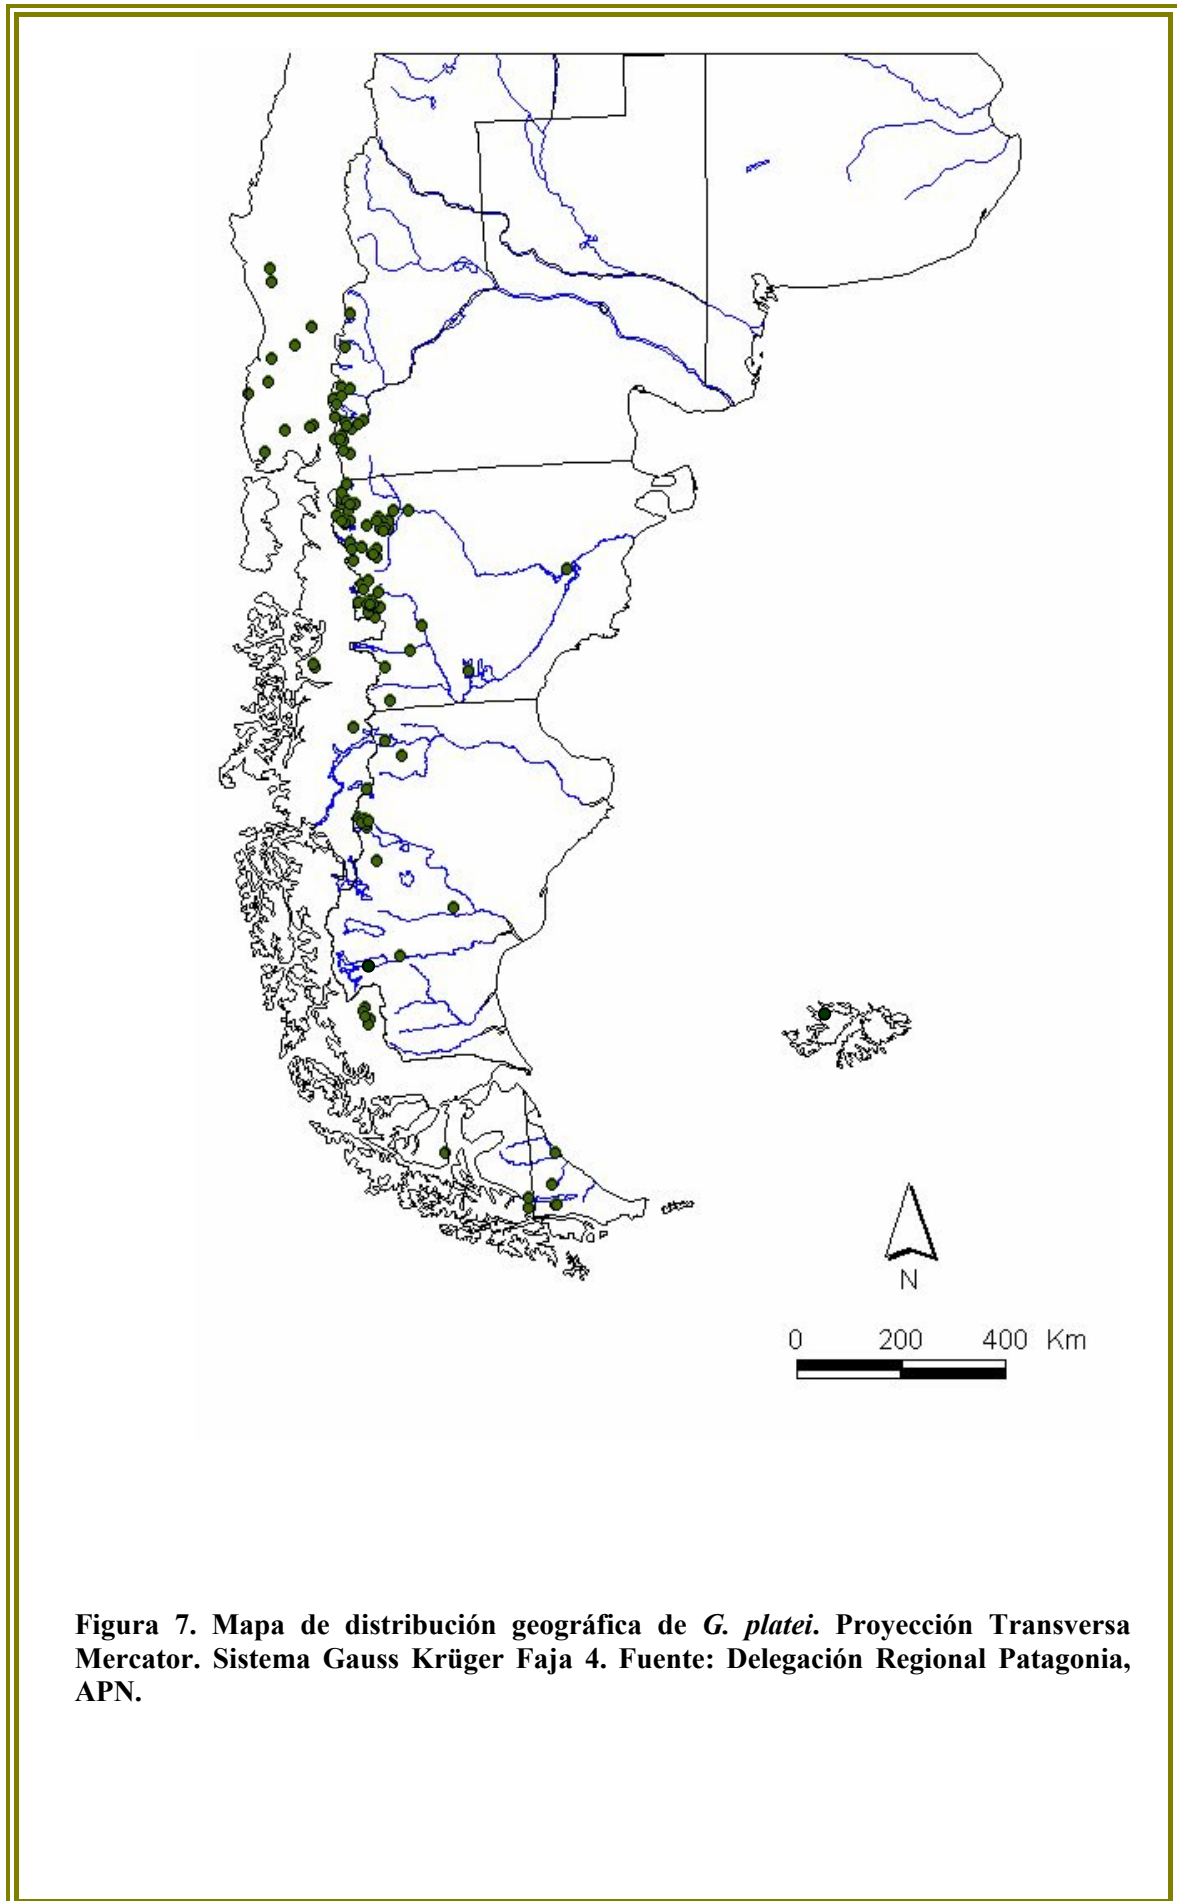 N
0 200 400 Km
Figura 7. Mapa de distribución geográfica de G. platei. Proyección Transversa
Mercator. Sistema Gauss Krüger Faja 4. Fuente: Delegación Regional Patagonia,
APN.